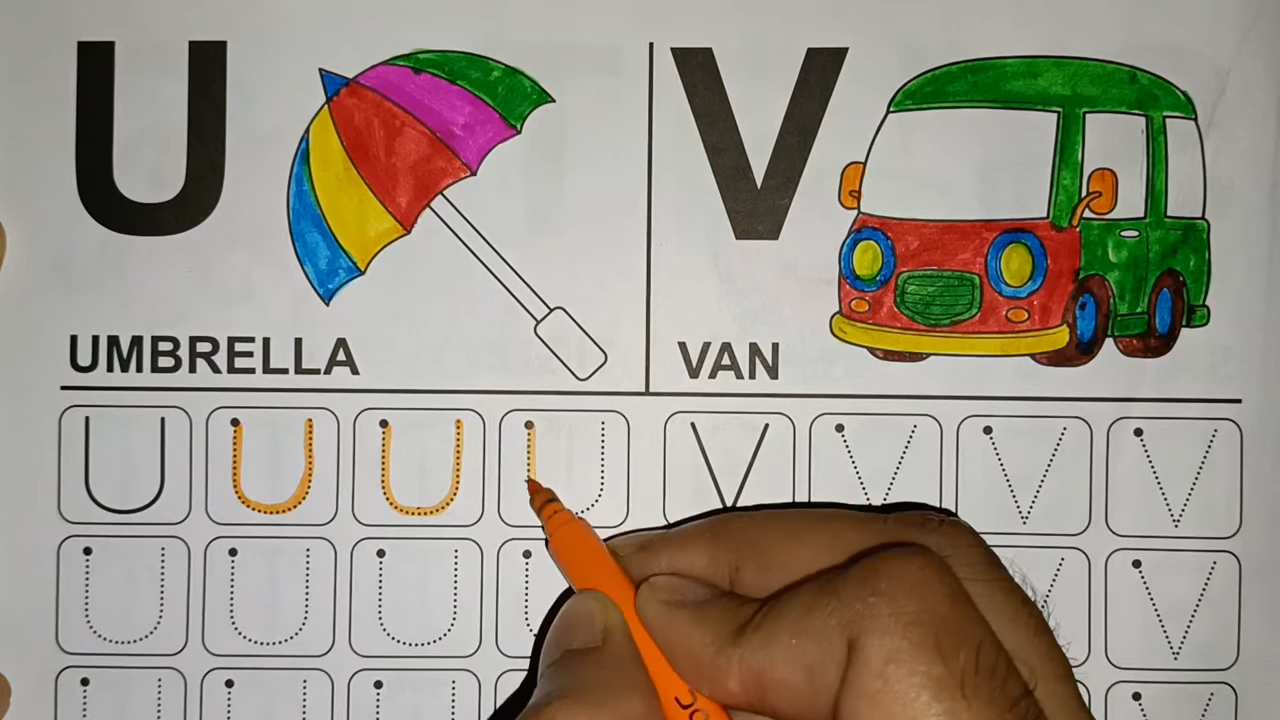 U
UMBRELLA
V
VAN
U U U U V V V V
U U U U V V
U U U V